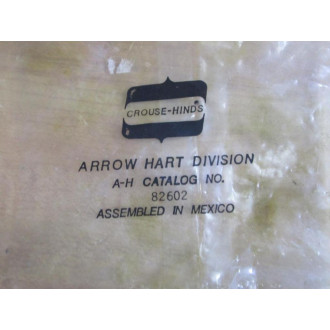 CROUSE-HINDS
ARROW HART DIVISION
A-H CATALOG NO.
82602
ASSEMBLED IN MEXICO